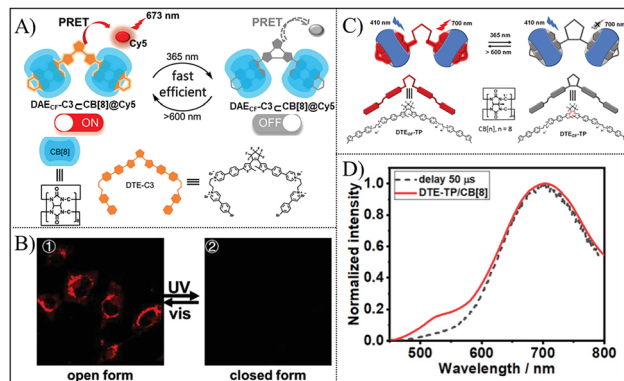 A)
PRET
673 nm
Cy5
365 nm
fast
efficient
>600 nm
PRET
DAECF-C3⊂CB[8]@Cy5
DAECF-C3⊂CB[8]@Cy5
ON
OFF
CB[8]
DTE-C3
B)
①
②
UV
vis
open form
closed form
C)
410 nm
700 nm
365 nm
> 600 nm
410 nm
700 nm
CB[n], n = 8
DTECF-TP
DTECF-TP
D)
delay 50 μs
DTE-TP/CB[8]
Normalized intensity
1.0
0.8
0.6
0.4
0.2
0.0
500
600
700
800
Wavelength / nm